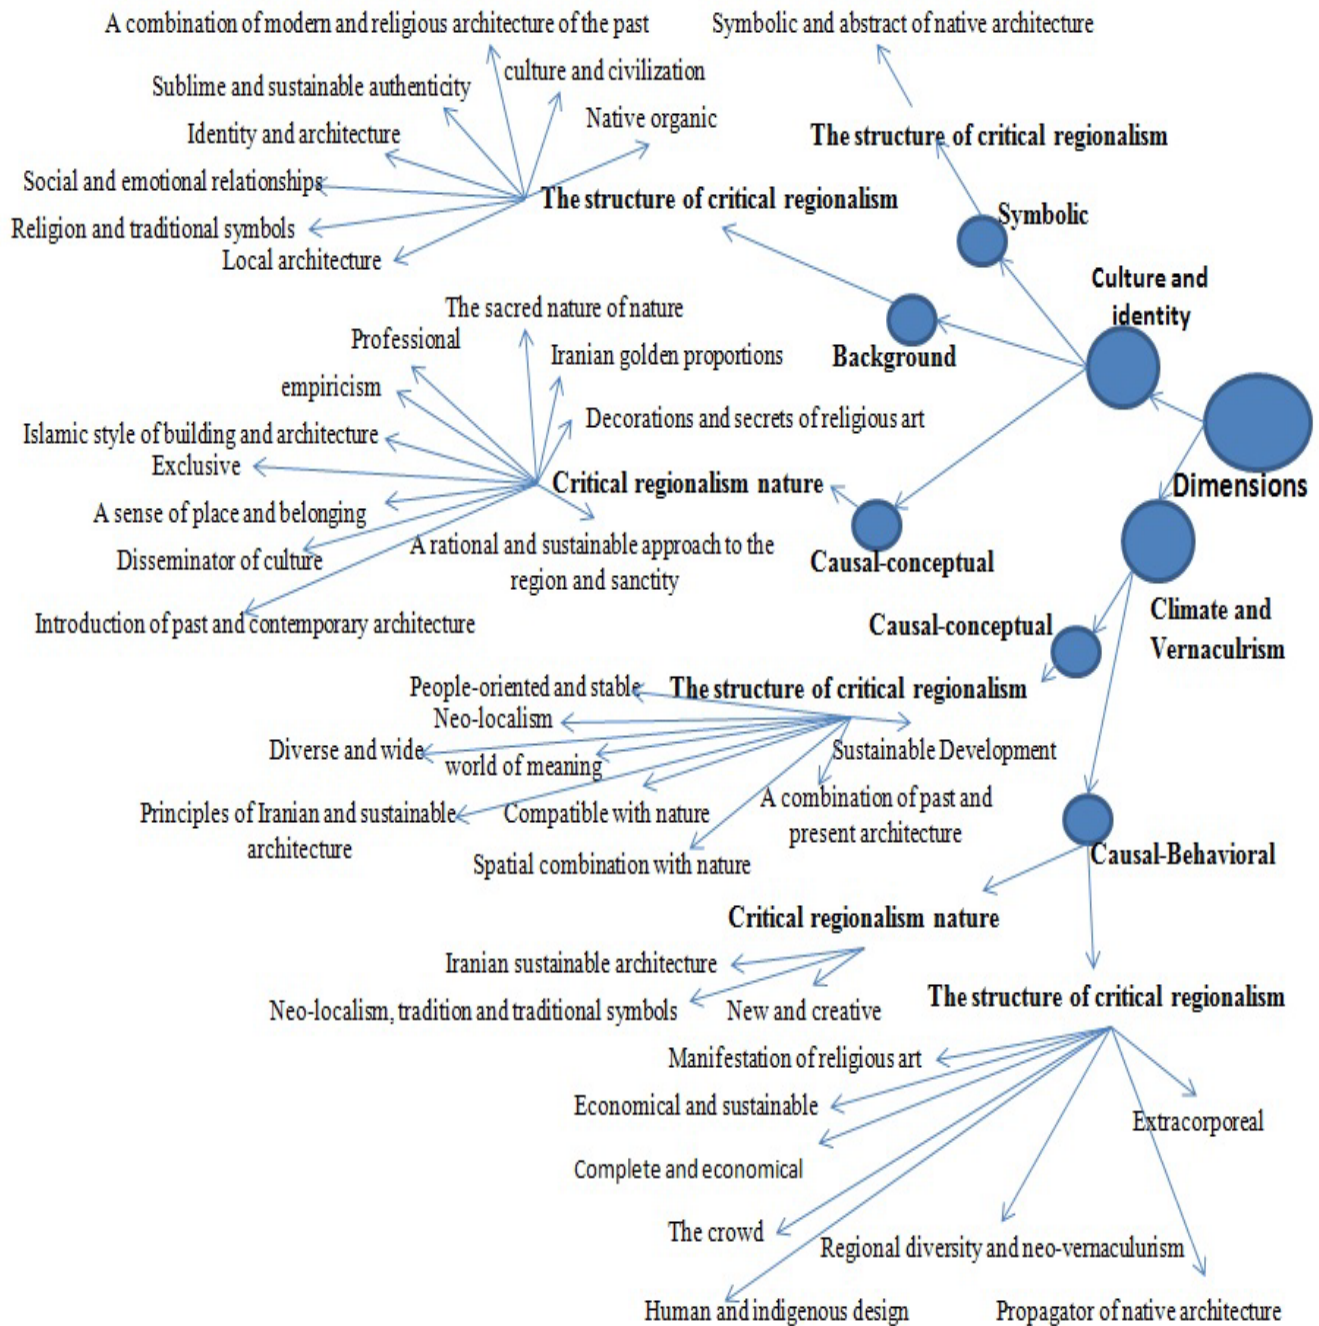 A combination of modern and religious architecture of the past
Symbolic and abstract of native architecture
culture and civilization
Sublime and sustainable authenticity
Native organic
Identity and architecture
The structure of critical regionalism
Social and emotional relationships
The structure of critical regionalism
Symbolic
Religion and traditional symbols
Local architecture
Culture and
identity
The sacred nature of nature
Professional
Iranian golden proportions
Background
empiricism
Decorations and secrets of religious art
Islamic style of building and architecture
Exclusive
Critical regionalism nature
Dimensions
A sense of place and belonging
A rational and sustainable approach to the
region and sanctity
Disseminator of culture
Causal-conceptual
Introduction of past and contemporary architecture
Causal-conceptual
Climate and
Vernaculrism
People-oriented and stable
The structure of critical regionalism
Neo-localism
Diverse and wide
world of meaning
Sustainable Development
Principles of Iranian and sustainable
architecture
Compatible with nature
A combination of past and
present architecture
Spatial combination with nature
Causal-Behavioral
Critical regionalism nature
Iranian sustainable architecture
Neo-localism, tradition and traditional symbols
New and creative
The structure of critical regionalism
Manifestation of religious art
Economical and sustainable
Extracorporeal
Complete and economical
The crowd
Regional diversity and neo-vernaculurism
Human and indigenous design
Propagator of native architecture